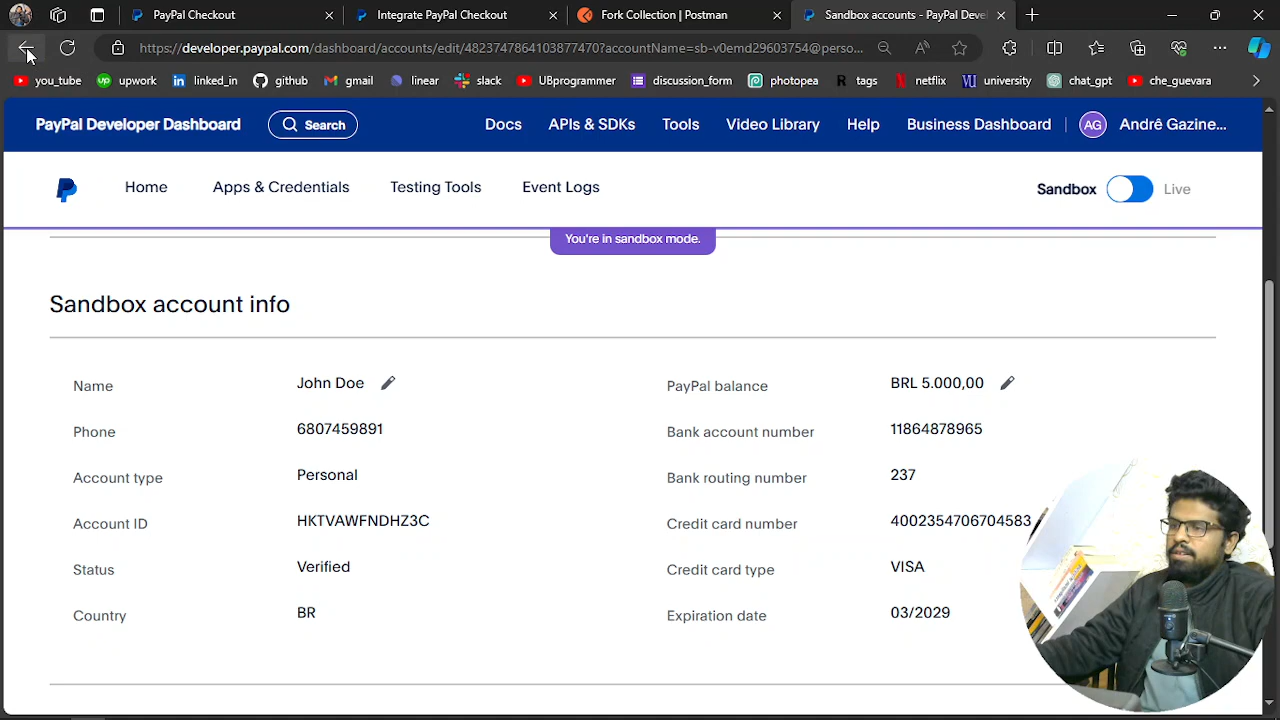 PayPal Checkout
Integrate PayPal Checkout
Fork Collection | Postman
Sandbox accounts - PayPal Devel
https://developer.paypal.com/dashboard/accounts/edit/4823747864103877470?accountName=sb-v0emd29603754@perso...
you_tube
upwork
linked_in
github
gmail
linear
slack
UBprogrammer
discussion_form
photopea
tags
netflix
university
chat_gpt
che_guevara
PayPal Developer Dashboard
Search
Docs
APIs & SDKs
Tools
Video Library
Help
Business Dashboard
AG
Andrê Gazine...
Home
Apps & Credentials
Testing Tools
Event Logs
Sandbox
Live
You're in sandbox mode.
Sandbox account info
Name John Doe
PayPal balance BRL 5.000,00
Phone 6807459891
Bank account number 11864878965
Account type Personal
Bank routing number 237
Account ID HKTVAWFNDHZ3C
Credit card number 4002354706704583
Status Verified
Credit card type VISA
Country BR
Expiration date 03/2029